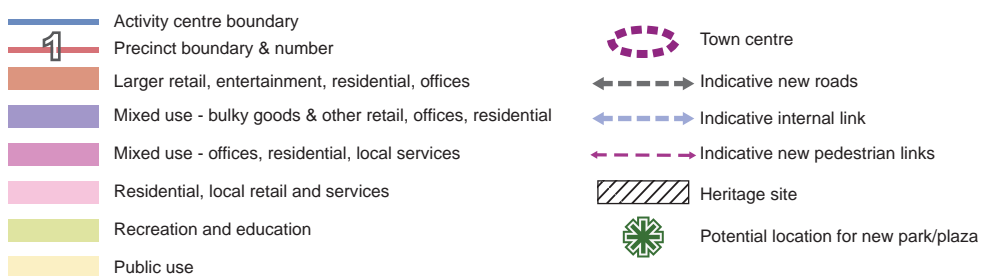 Activity centre boundary
1
Precinct boundary & number
Larger retail, entertainment, residential, offices
Mixed use - bulky goods & other retail, offices, residential
Mixed use - offices, residential, local services
Residential, local retail and services
Recreation and education
Public use
Town centre
Indicative new roads
Indicative internal link
Indicative new pedestrian links
Heritage site
Potential location for new park/plaza